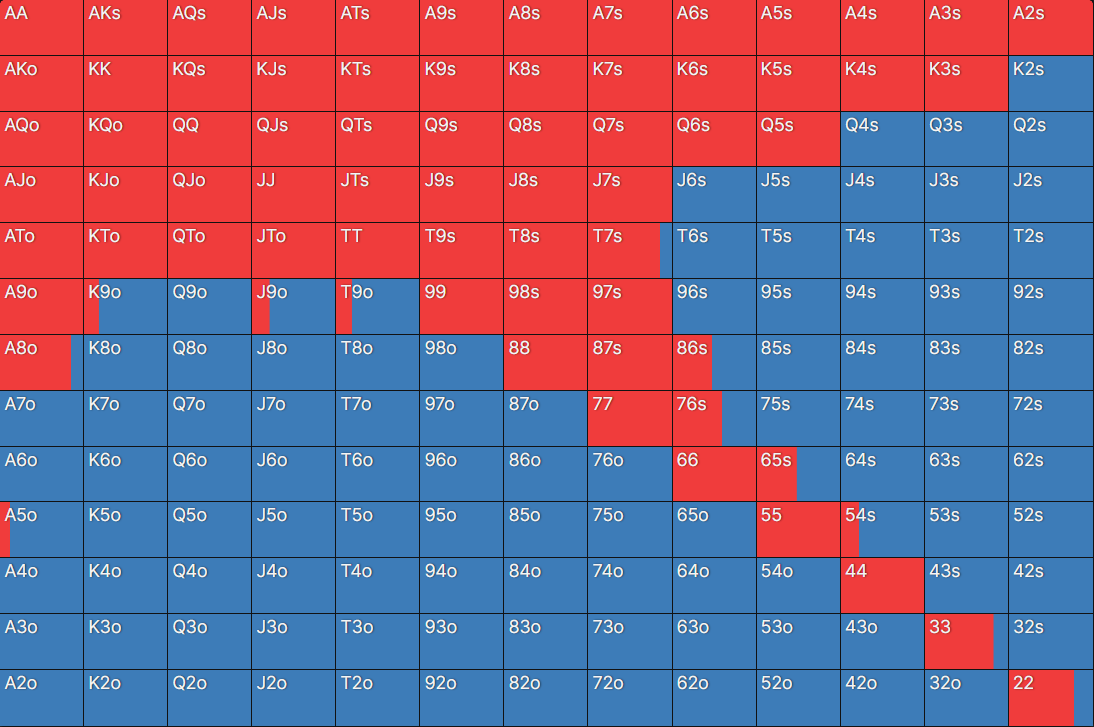 AA AKs AQs AJs ATs A9s A8s A7s A6s A5s A4s A3s A2s
AKo KK KQs KJs KTs K9s K8s K7s K6s K5s K4s K3s K2s
AQo KQo QQ QJs QTs Q9s Q8s Q7s Q6s Q5s Q4s Q3s Q2s
AJo KJo QJo JJ JTs J9s J8s J7s J6s J5s J4s J3s J2s
ATo KTo QTo JTo TT T9s T8s T7s T6s T5s T4s T3s T2s
A9o K9o Q9o J9o T9o 99 98s 97s 96s 95s 94s 93s 92s
A8o K8o Q8o J8o T8o 98o 88 87s 86s 85s 84s 83s 82s
A7o K7o Q7o J7o T7o 97o 87o 77 76s 75s 74s 73s 72s
A6o K6o Q6o J6o T6o 96o 86o 76o 66 65s 64s 63s 62s
A5o K5o Q5o J5o T5o 95o 85o 75o 65o 55 54s 53s 52s
A4o K4o Q4o J4o T4o 94o 84o 74o 64o 54o 44 43s 42s
A3o K3o Q3o J3o T3o 93o 83o 73o 63o 53o 43o 33 32s
A2o K2o Q2o J2o T2o 92o 82o 72o 62o 52o 42o 32o 22